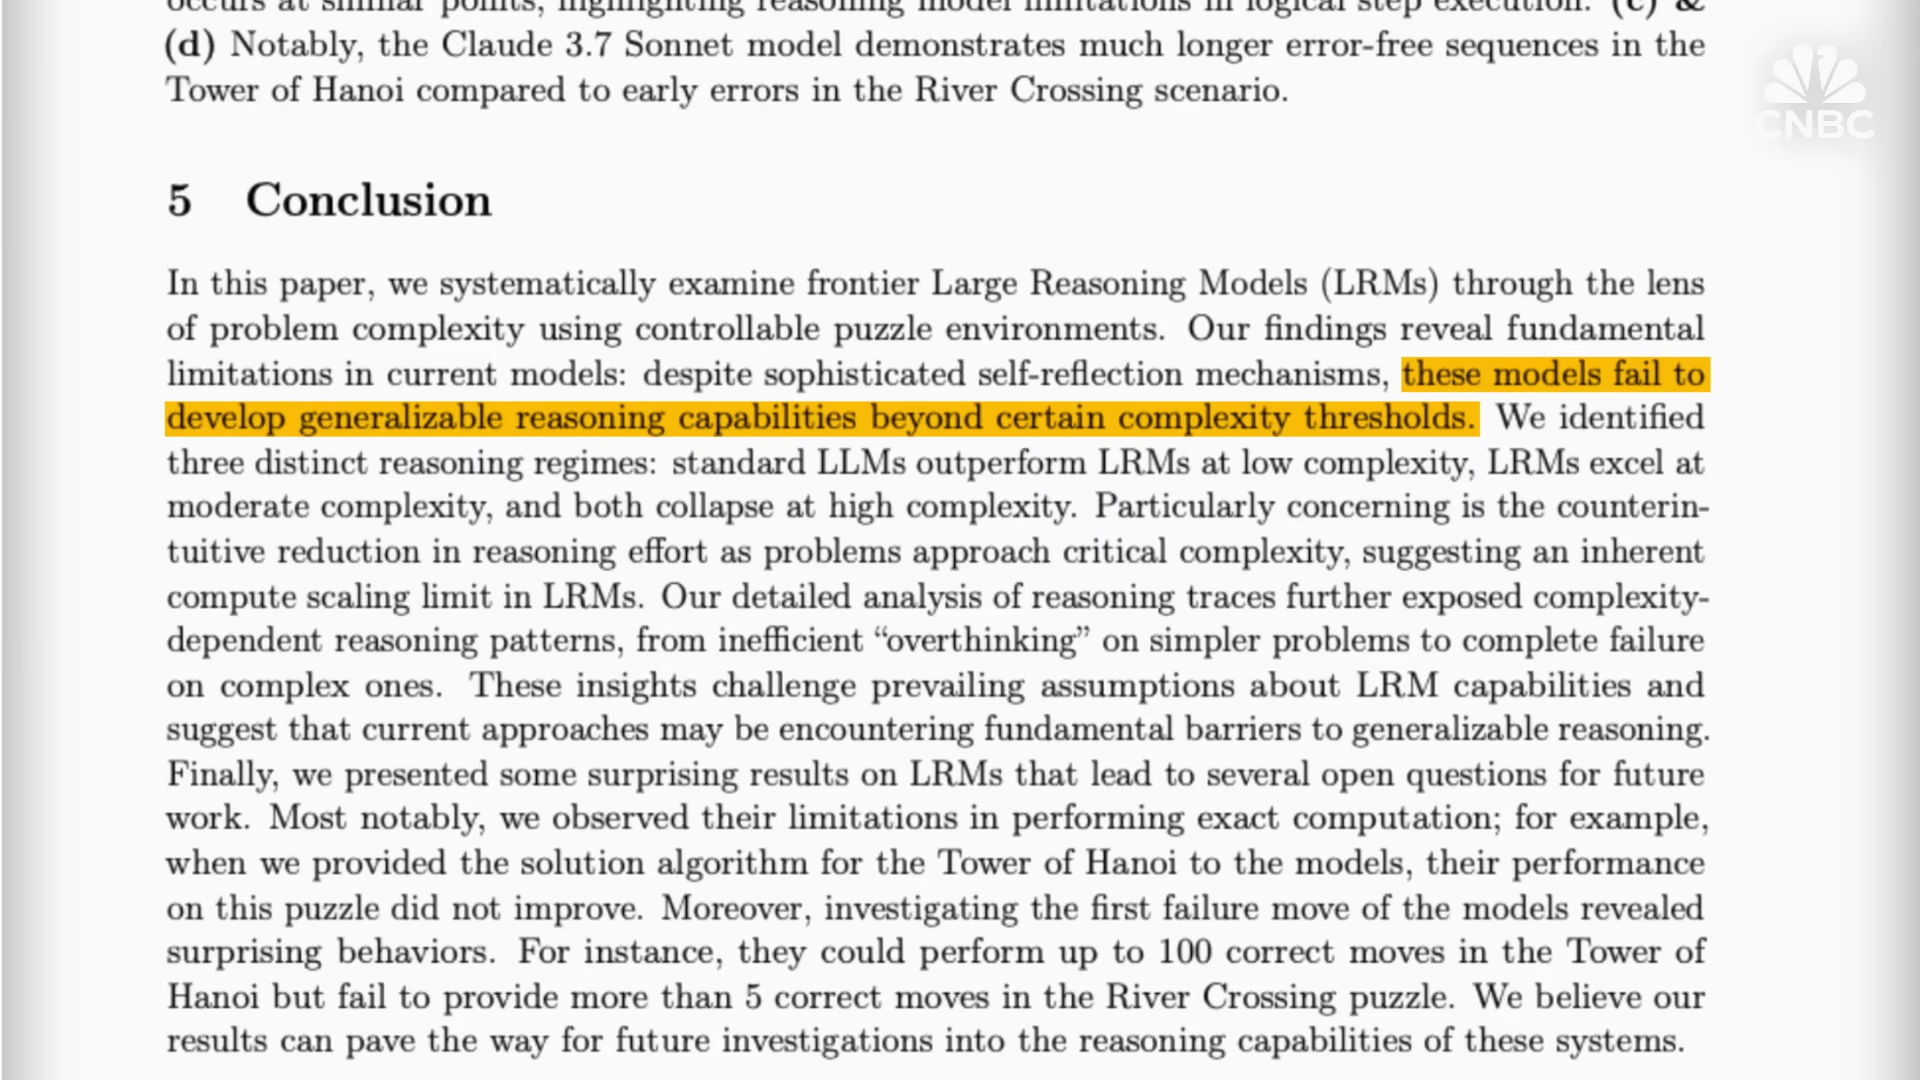 occurs at similar points, highlighting reasoning model limitations in logical step execution. (c) &
(d) Notably, the Claude 3.7 Sonnet model demonstrates much longer error-free sequences in the
Tower of Hanoi compared to early errors in the River Crossing scenario.
CNBC
5 Conclusion
In this paper, we systematically examine frontier Large Reasoning Models (LRMs) through the lens
of problem complexity using controllable puzzle environments. Our findings reveal fundamental
limitations in current models: despite sophisticated self-reflection mechanisms, these models fail to
develop generalizable reasoning capabilities beyond certain complexity thresholds. We identified
three distinct reasoning regimes: standard LLMs outperform LRMs at low complexity, LRMs excel at
moderate complexity, and both collapse at high complexity. Particularly concerning is the counterin-
tuitive reduction in reasoning effort as problems approach critical complexity, suggesting an inherent
compute scaling limit in LRMs. Our detailed analysis of reasoning traces further exposed complexity-
dependent reasoning patterns, from inefficient “overthinking” on simpler problems to complete failure
on complex ones. These insights challenge prevailing assumptions about LRM capabilities and
suggest that current approaches may be encountering fundamental barriers to generalizable reasoning.
Finally, we presented some surprising results on LRMs that lead to several open questions for future
work. Most notably, we observed their limitations in performing exact computation; for example,
when we provided the solution algorithm for the Tower of Hanoi to the models, their performance
on this puzzle did not improve. Moreover, investigating the first failure move of the models revealed
surprising behaviors. For instance, they could perform up to 100 correct moves in the Tower of
Hanoi but fail to provide more than 5 correct moves in the River Crossing puzzle. We believe our
results can pave the way for future investigations into the reasoning capabilities of these systems.